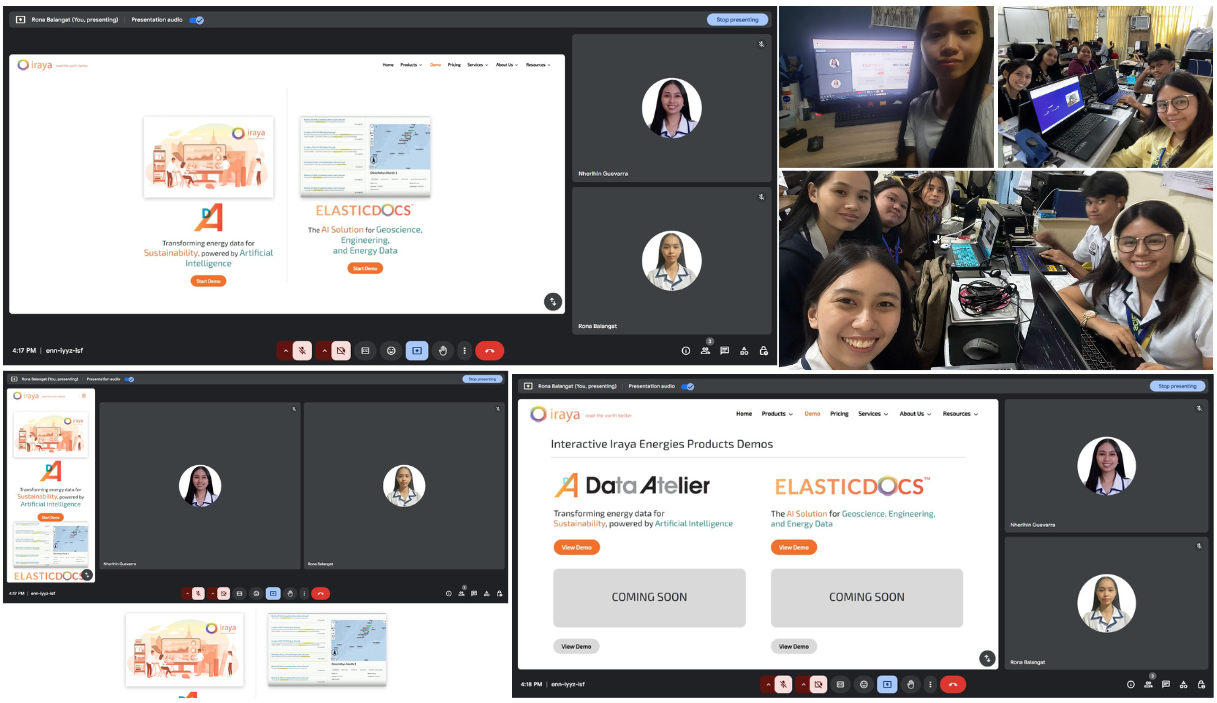 Rona Balangat (You, presenting)
Presentation audio
Stop presenting
iraya
Home Products Demo Pricing Services About Us Resources
iraya
DA
Transforming energy data for
Sustainability, powered by Artificial
Intelligence
Start Demo
ELASTICDOCS
The AI Solution for Geoscience,
Engineering,
and Energy Data
Start Demo
Nherlhin Guevarra
Rona Balangat
4:17 PM | enn-iyyz-isf
3
Rona Balangat (You, presenting)
Presentation audio
Stop presenting
iraya
iraya
DA
Transforming energy data for
Sustainability, powered by
Artificial Intelligence
Start Demo
ELASTICDOCS
Nherlhin Guevarra
Rona Balangat
4:17 PM | enn-iyyz-isf
iraya
Rona Balangat (You, presenting)
Presentation audio
Stop presenting
iraya read the earth better
Home Products Demo Pricing Services About Us Resources
Interactive Iraya Energies Products Demos
DA Data Atelier
Transforming energy data for
Sustainability, powered by Artificial Intelligence
View Demo
ELASTICDOCS™
The AI Solution for Geoscience, Engineering,
and Energy Data
View Demo
COMING SOON
COMING SOON
View Demo
View Demo
Nherlhin Guevarra
Rona Balangat
4:18 PM | enn-iyyz-isf
3